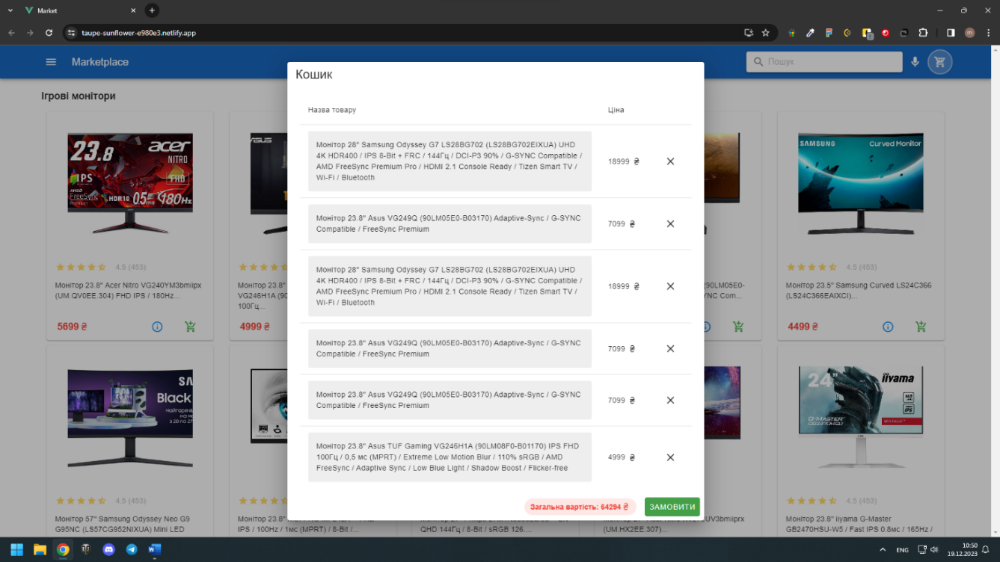 Market
taupe-sunflower-e980e3.netlify.app
Marketplace
Пошук
Ігрові монітори
Кошик
Назва товару
Ціна
Монітор 28" Samsung Odyssey G7 LS28BG702 (LS28BG702EIXUA) UHD
4K HDR400 / IPS 8-Bit + FRC / 144Гц / DCI-P3 90% / G-SYNC Compatible /
AMD FreeSync Premium Pro / HDMI 2.1 Console Ready / Tizen Smart TV /
Wi-Fi / Bluetooth
18999 ₴
Монітор 23.8" Asus VG249Q (90LM05E0-B03170) Adaptive-Sync / G-SYNC
Compatible / FreeSync Premium
7099 ₴
Монітор 28" Samsung Odyssey G7 LS28BG702 (LS28BG702EIXUA) UHD
4K HDR400 / IPS 8-Bit + FRC / 144Гц / DCI-P3 90% / G-SYNC Compatible /
AMD FreeSync Premium Pro / HDMI 2.1 Console Ready / Tizen Smart TV /
Wi-Fi / Bluetooth
18999 ₴
Монітор 23.8" Asus VG249Q (90LM05E0-B03170) Adaptive-Sync / G-SYNC
Compatible / FreeSync Premium
7099 ₴
Монітор 23.8" Asus VG249Q (90LM05E0-B03170) Adaptive-Sync / G-SYNC
Compatible / FreeSync Premium
7099 ₴
Монітор 23.8" Asus TUF Gaming VG246H1A (90LM08F0-B01170) IPS FHD
100Гц / 0,5 мс (MPRT) / Extreme Low Motion Blur / 110% sRGB / AMD
FreeSync / Adaptive Sync / Low Blue Light / Shadow Boost / Flicker-free
4999 ₴
Загальна вартість: 64294 ₴
ЗАМОВИТИ
23.8 acer
NITRO
IPS
FHD
AMD
FreeSync
Premium
HDR10 0.5ms 180Hz
4.5 (453)
Монітор 23.8" Acer Nitro VG240YM3bmiipx
(UM.QV0EE.304) FHD IPS / 180Hz...
5699 ₴
Монітор 23.8"
VG246H1A (90
100Гц...
4999 ₴
(90LM05E0-
YNC Com...
SAMSUNG
Curved Monitor
4.5 (453)
Монітор 23.5" Samsung Curved LS24C366
(LS24C366EAIXCI)...
4499 ₴
Black
4.5 (453)
Монітор 57" Samsung Odyssey Neo G9
G95NC (LS57CG952NIXUA) Mini LED
Монітор 23.8"
IPS / 100Hz / 1мс (MPRT) / 8-Bit /...
QHD 144Гц / 8-Bit / sRGB 126....
UV3bmiiprx
(UM.HX2EE.307)...
24"
iiyama
G-MASTER
GB2470HSU
4.5 (453)
Монітор 23.8" iiyama G-Master
GB2470HSU-W5 / Fast IPS 0.8мс / 165Hz /
ENG
10:50
19.12.2023